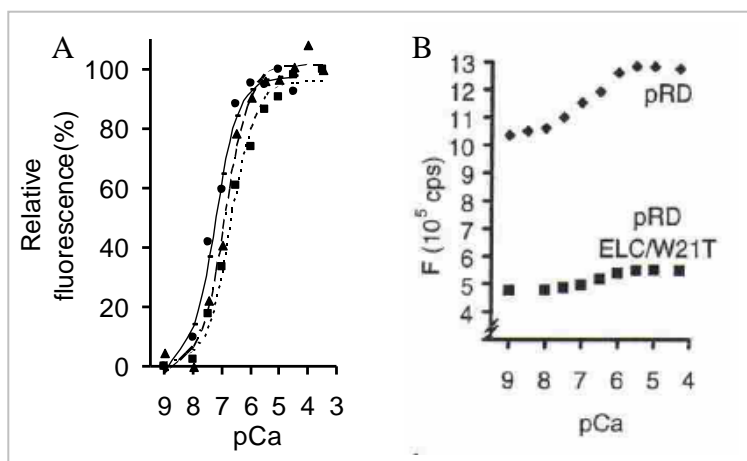 A
Relative
fluorescence(%)
100
80
60
40
20
0
9 8 7 6 5 4 3
pCa
B
F (10⁵ cps)
13
12
11
10
9
8
7
6
5
4
pRD
pRD
ELC/W21T
9 8 7 6 5 4
pCa